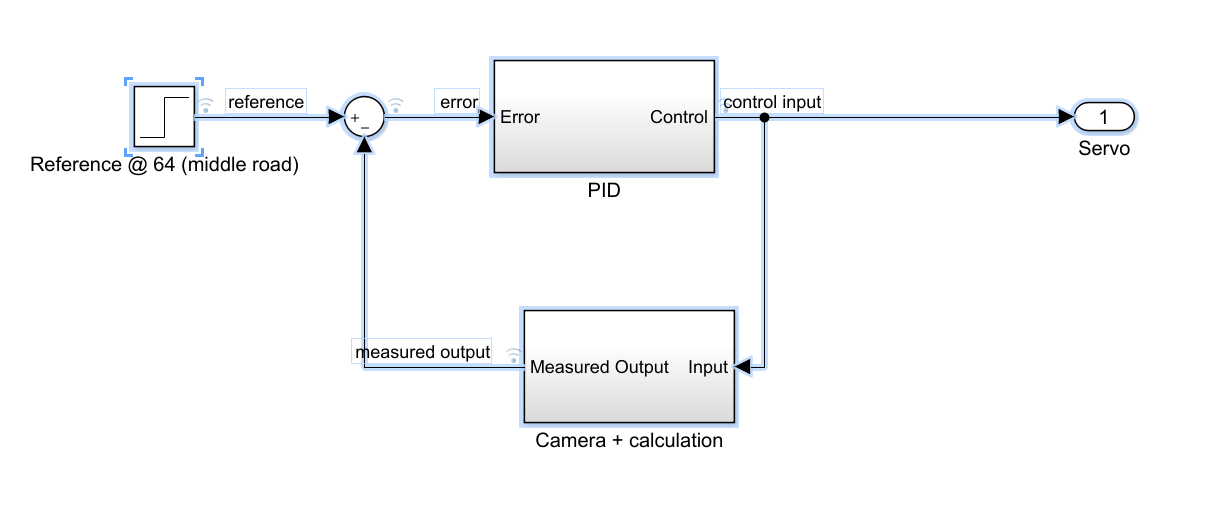 reference
error
control input
+
−
Error
Control
1
Servo
Reference @ 64 (middle road)
PID
measured output
Measured Output
Input
Camera + calculation